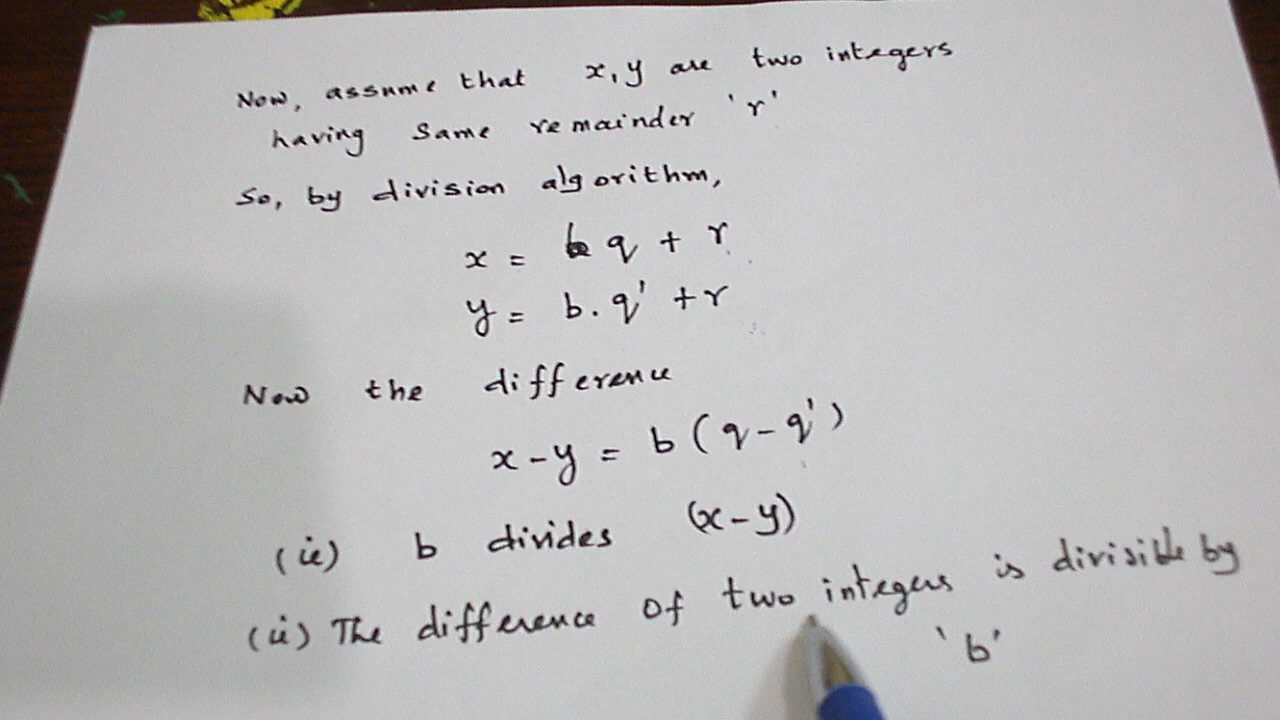 Now, assume that x, y are two integers
having same remainder 'r'
So, by division algorithm,
x = b q + r
y = b. q' + r
Now the difference
x - y = b (q - q')
(ie) b divides (x - y)
(ie) The difference of two integers is divisible by
'b'